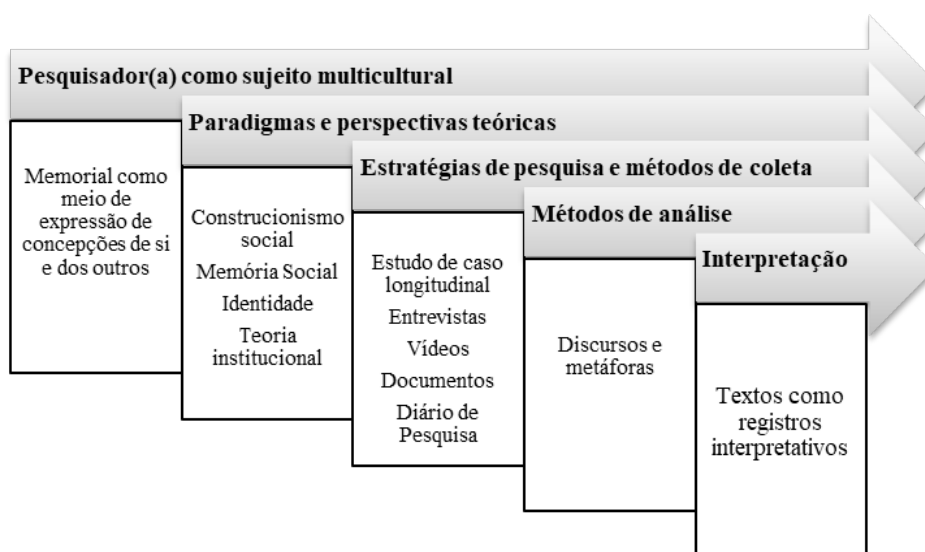 Pesquisador(a) como sujeito multicultural
Memorial como
meio de
expressão de
concepções de si
e dos outros
Paradigmas e perspectivas teóricas
Construcionismo
social
Memória Social
Identidade
Teoria
institucional
Estratégias de pesquisa e métodos de coleta
Estudo de caso
longitudinal
Entrevistas
Vídeos
Documentos
Diário de
Pesquisa
Métodos de análise
Discursos e
metáforas
Interpretação
Textos como
registros
interpretativos